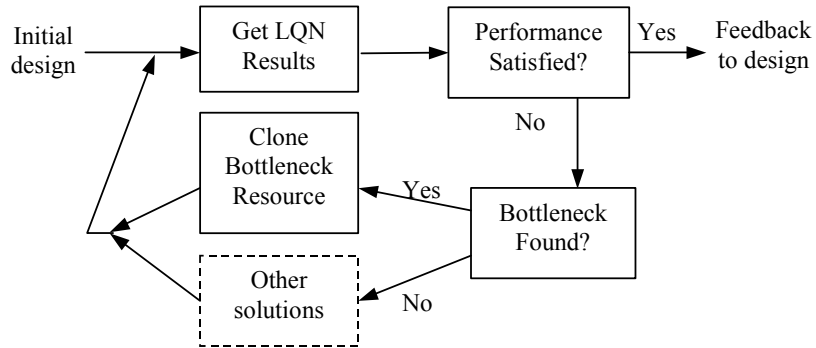 Initial
design
Get LQN
Results
Performance
Satisfied?
Yes
Feedback
to design
No
Clone
Bottleneck
Resource
Yes
Bottleneck
Found?
Other
solutions
No